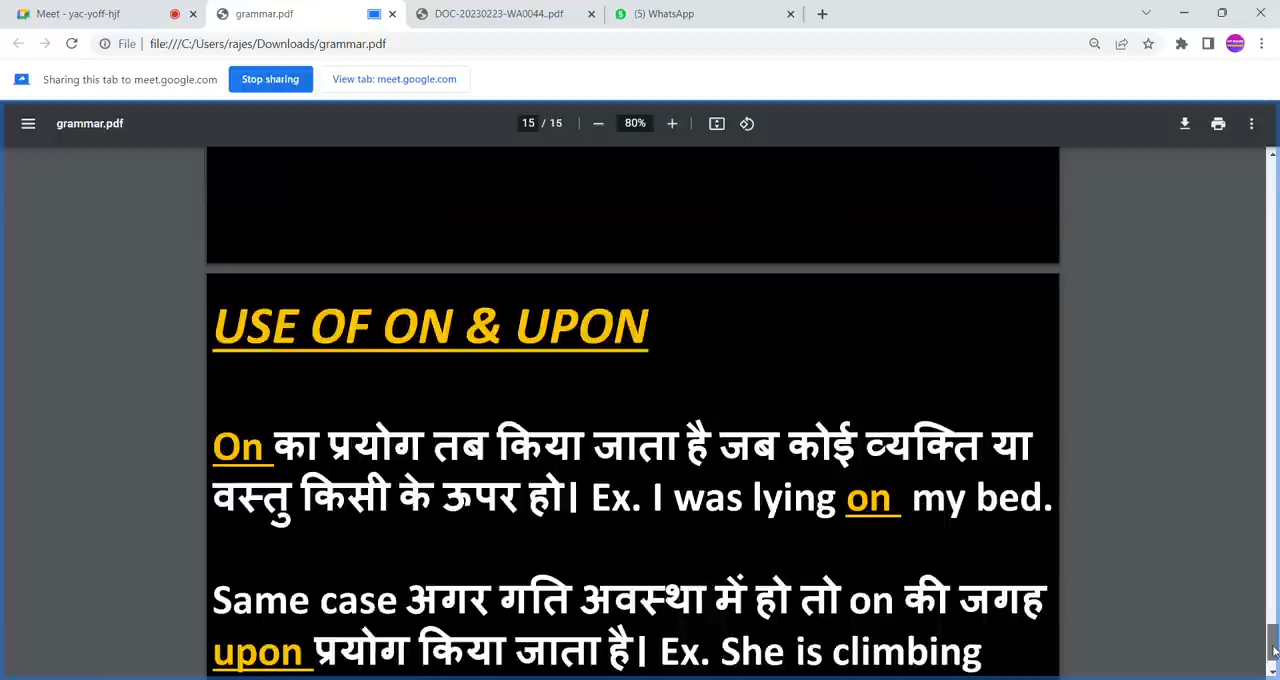 Meet - yac-yoff-hjf
grammar.pdf
DOC-20230223-WA0044..pdf
(5) WhatsApp
File
file:///C:/Users/rajes/Downloads/grammar.pdf
Sharing this tab to meet.google.com
Stop sharing
View tab: meet.google.com
grammar.pdf
15 / 15
80%
USE OF ON & UPON
On का प्रयोग तब किया जाता है जब कोई व्यक्ति या
वस्तु किसी के ऊपर हो| Ex. I was lying on my bed.
Same case अगर गति अवस्था में हो तो on की जगह
upon प्रयोग किया जाता है| Ex. She is climbing